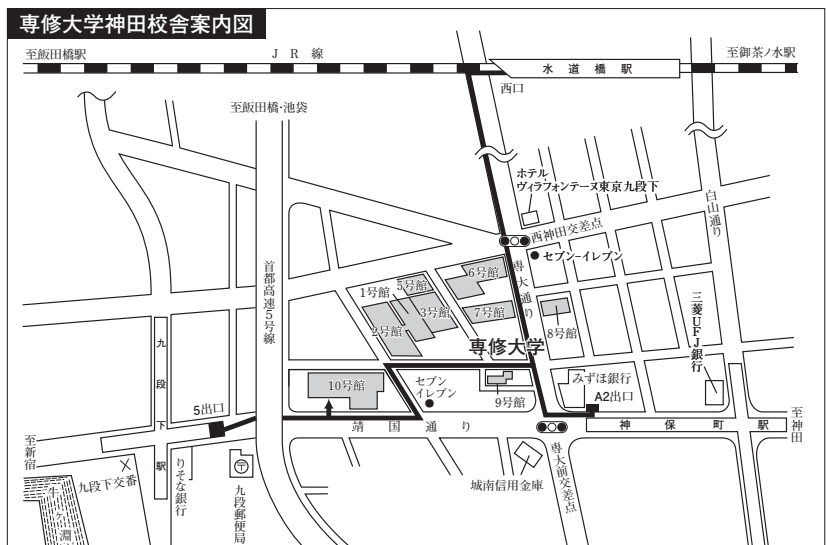 専修大学神田校舎案内図
至飯田橋駅
JR線
水道橋駅
至御茶ノ水駅
西口
至飯田橋・池袋
ホテル
ヴィラフォンテーヌ東京九段下
白山通り
西神田交差点
セブン-イレブン
首都高速5号線
専大通り
6号館
5号館
1号館
3号館
2号館
7号館
8号館
三菱UFJ銀行
専修大学
九段下駅
10号館
セブン
イレブン
9号館
みずほ銀行
A2出口
5出口
靖国通り
神保町駅
至神田
至新宿
九段下交番
りそな銀行
九段郵便局
城南信用金庫
専大前交差点
牛ヶ淵